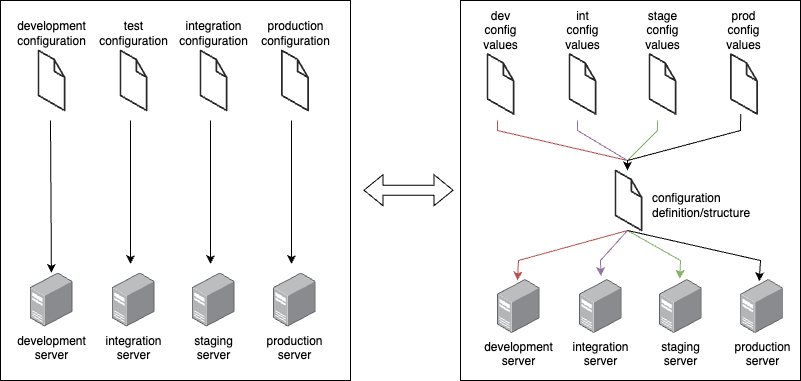 development
configuration
test
configuration
integration
configuration
production
configuration
development
server
integration
server
staging
server
production
server
dev
config
values
int
config
values
stage
config
values
prod
config
values
configuration
definition/structure
development
server
integration
server
staging
server
production
server